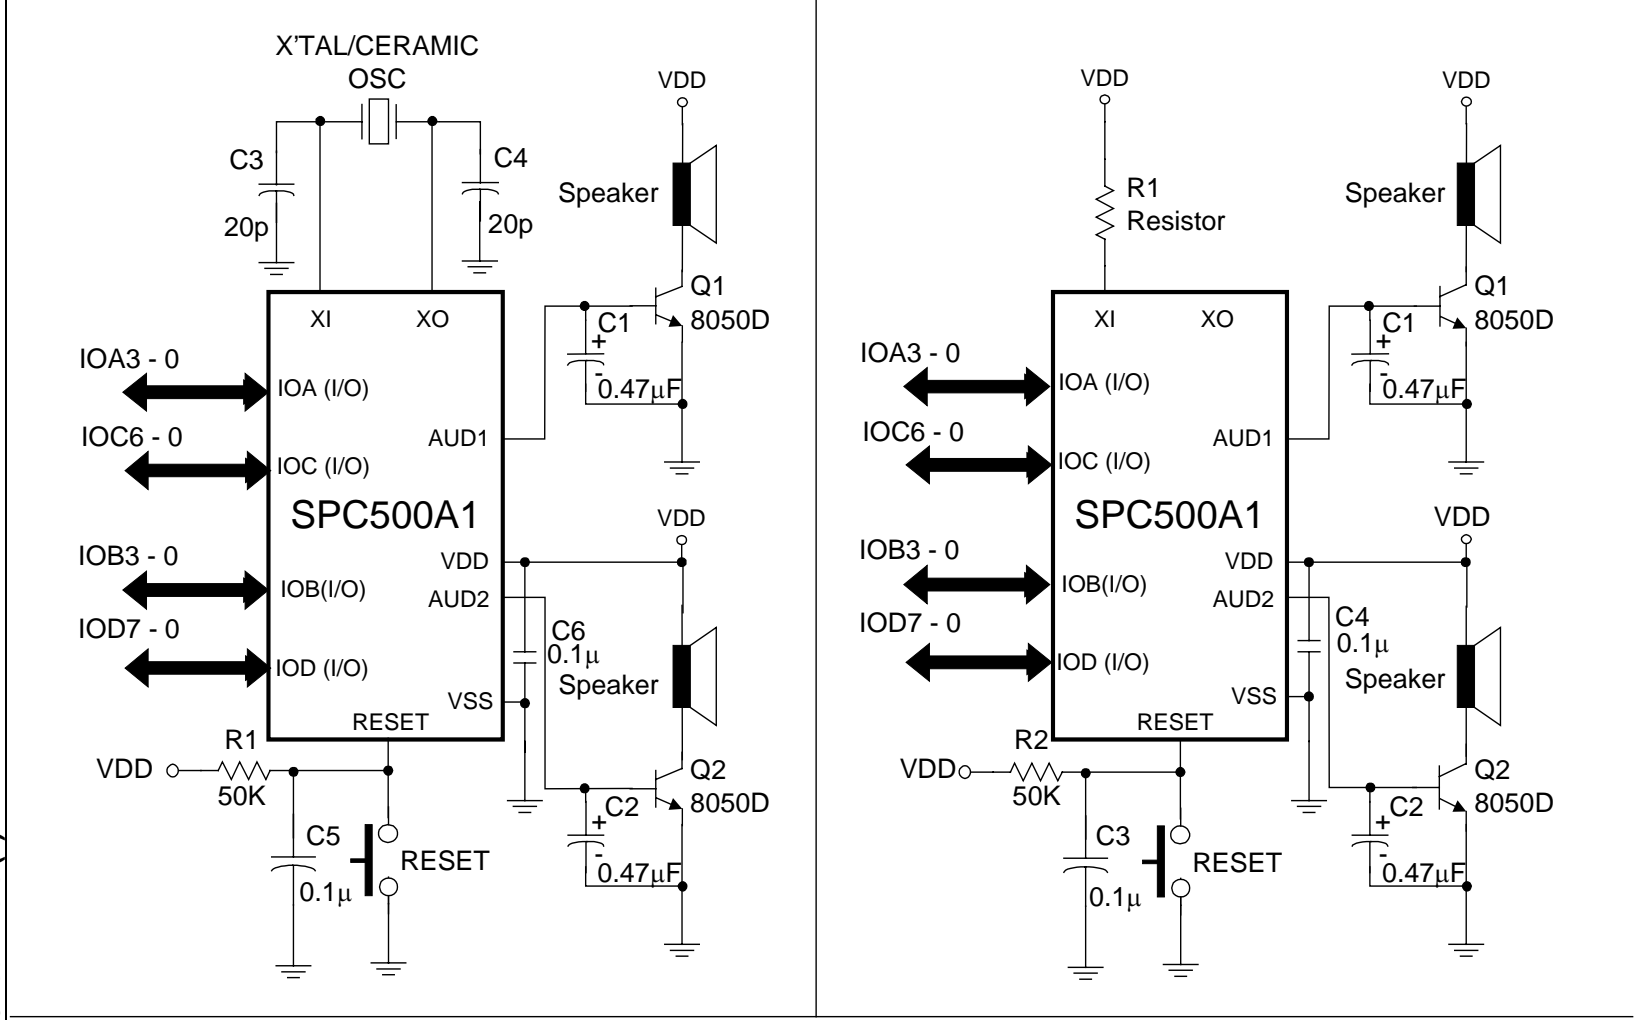 X'TAL/CERAMIC
OSC
C3
20p
C4
20p
VDD
Speaker
Q1
8050D
C1
+
-
0.47μF
XI
XO
IOA3 - 0
IOA (I/O)
IOC6 - 0
IOC (I/O)
AUD1
SPC500A1
IOB3 - 0
IOB(I/O)
IOD7 - 0
IOD (I/O)
VDD
AUD2
VSS
RESET
VDD
C6
0.1μ
Speaker
Q2
8050D
C2
+
-
0.47μF
R1
VDD
50K
C5
0.1μ
RESET
VDD
R1
Resistor
VDD
Speaker
Q1
8050D
C1
+
-
0.47μF
XI
XO
IOA3 - 0
IOA (I/O)
IOC6 - 0
IOC (I/O)
AUD1
SPC500A1
IOB3 - 0
IOB(I/O)
IOD7 - 0
IOD (I/O)
VDD
AUD2
VSS
RESET
VDD
C4
0.1μ
Speaker
Q2
8050D
C2
+
-
0.47μF
R2
VDD
50K
C3
0.1μ
RESET